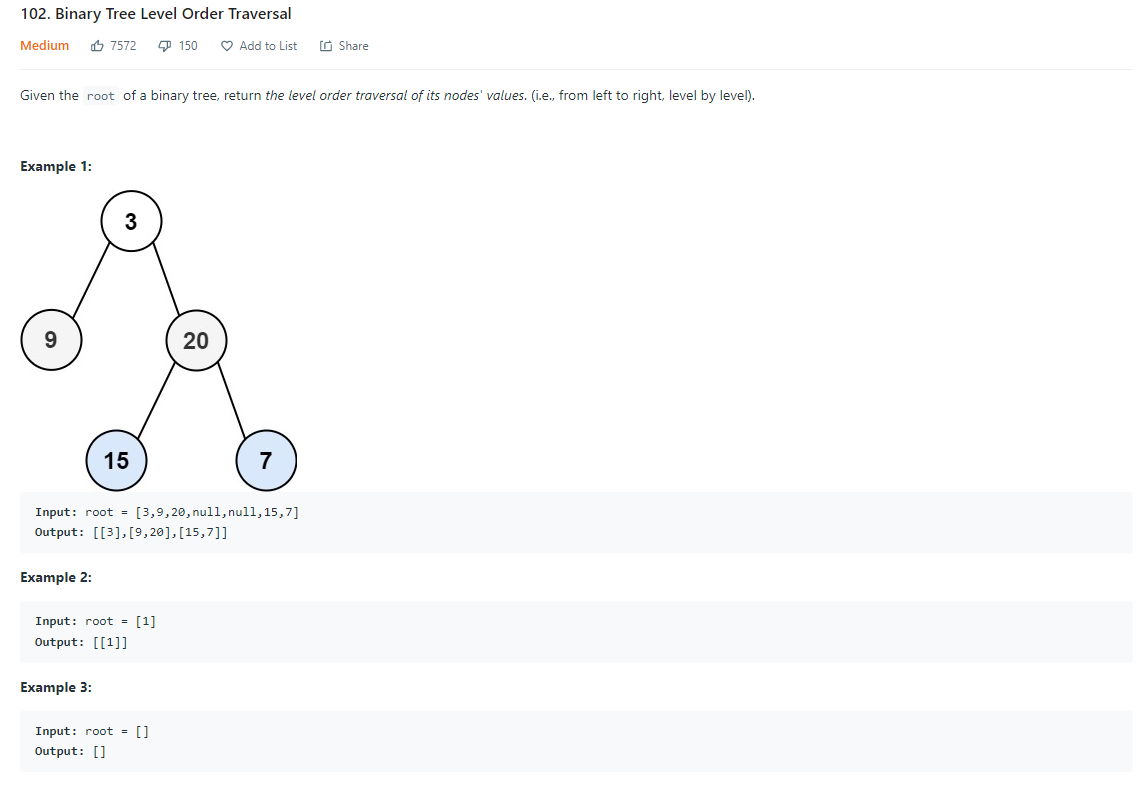 102. Binary Tree Level Order Traversal
Medium 7572 150 Add to List Share
Given the root of a binary tree, return the level order traversal of its nodes' values. (i.e., from left to right, level by level).
Example 1:
3
9 20
15 7
Input: root = [3,9,20,null,null,15,7]
Output: [[3],[9,20],[15,7]]
Example 2:
Input: root = [1]
Output: [[1]]
Example 3:
Input: root = []
Output: []